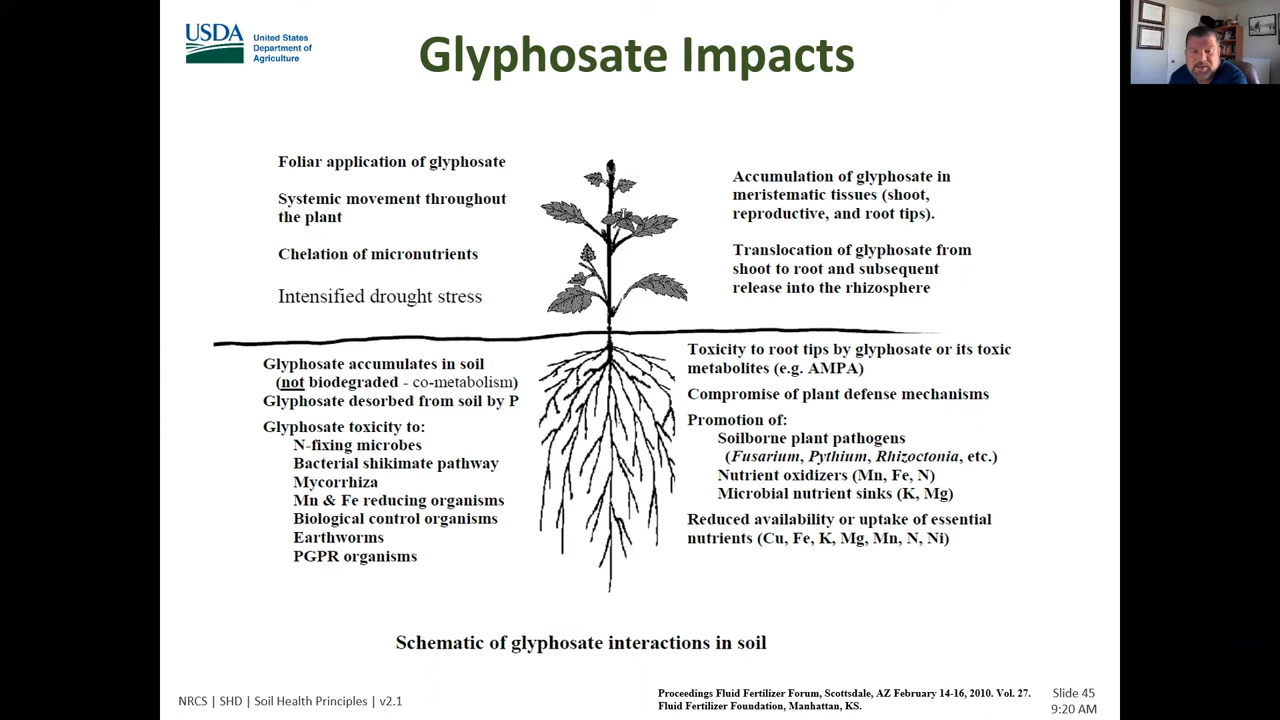 USDA
United States
Department of
Agriculture
Glyphosate Impacts
Foliar application of glyphosate
Systemic movement throughout
the plant
Chelation of micronutrients
Intensified drought stress
Accumulation of glyphosate in
meristematic tissues (shoot,
reproductive, and root tips).
Translocation of glyphosate from
shoot to root and subsequent
release into the rhizosphere
Glyphosate accumulates in soil
(not biodegraded - co-metabolism)
Glyphosate desorbed from soil by P
Glyphosate toxicity to:
N-fixing microbes
Bacterial shikimate pathway
Mycorrhiza
Mn & Fe reducing organisms
Biological control organisms
Earthworms
PGPR organisms
Toxicity to root tips by glyphosate or its toxic
metabolites (e.g. AMPA)
Compromise of plant defense mechanisms
Promotion of:
Soilborne plant pathogens
(Fusarium, Pythium, Rhizoctonia, etc.)
Nutrient oxidizers (Mn, Fe, N)
Microbial nutrient sinks (K, Mg)
Reduced availability or uptake of essential
nutrients (Cu, Fe, K, Mg, Mn, N, Ni)
Schematic of glyphosate interactions in soil
NRCS | SHD | Soil Health Principles | v2.1
Proceedings Fluid Fertilizer Forum, Scottsdale, AZ February 14-16, 2010. Vol. 27.
Fluid Fertilizer Foundation, Manhattan, KS.
Slide 45
9:20 AM